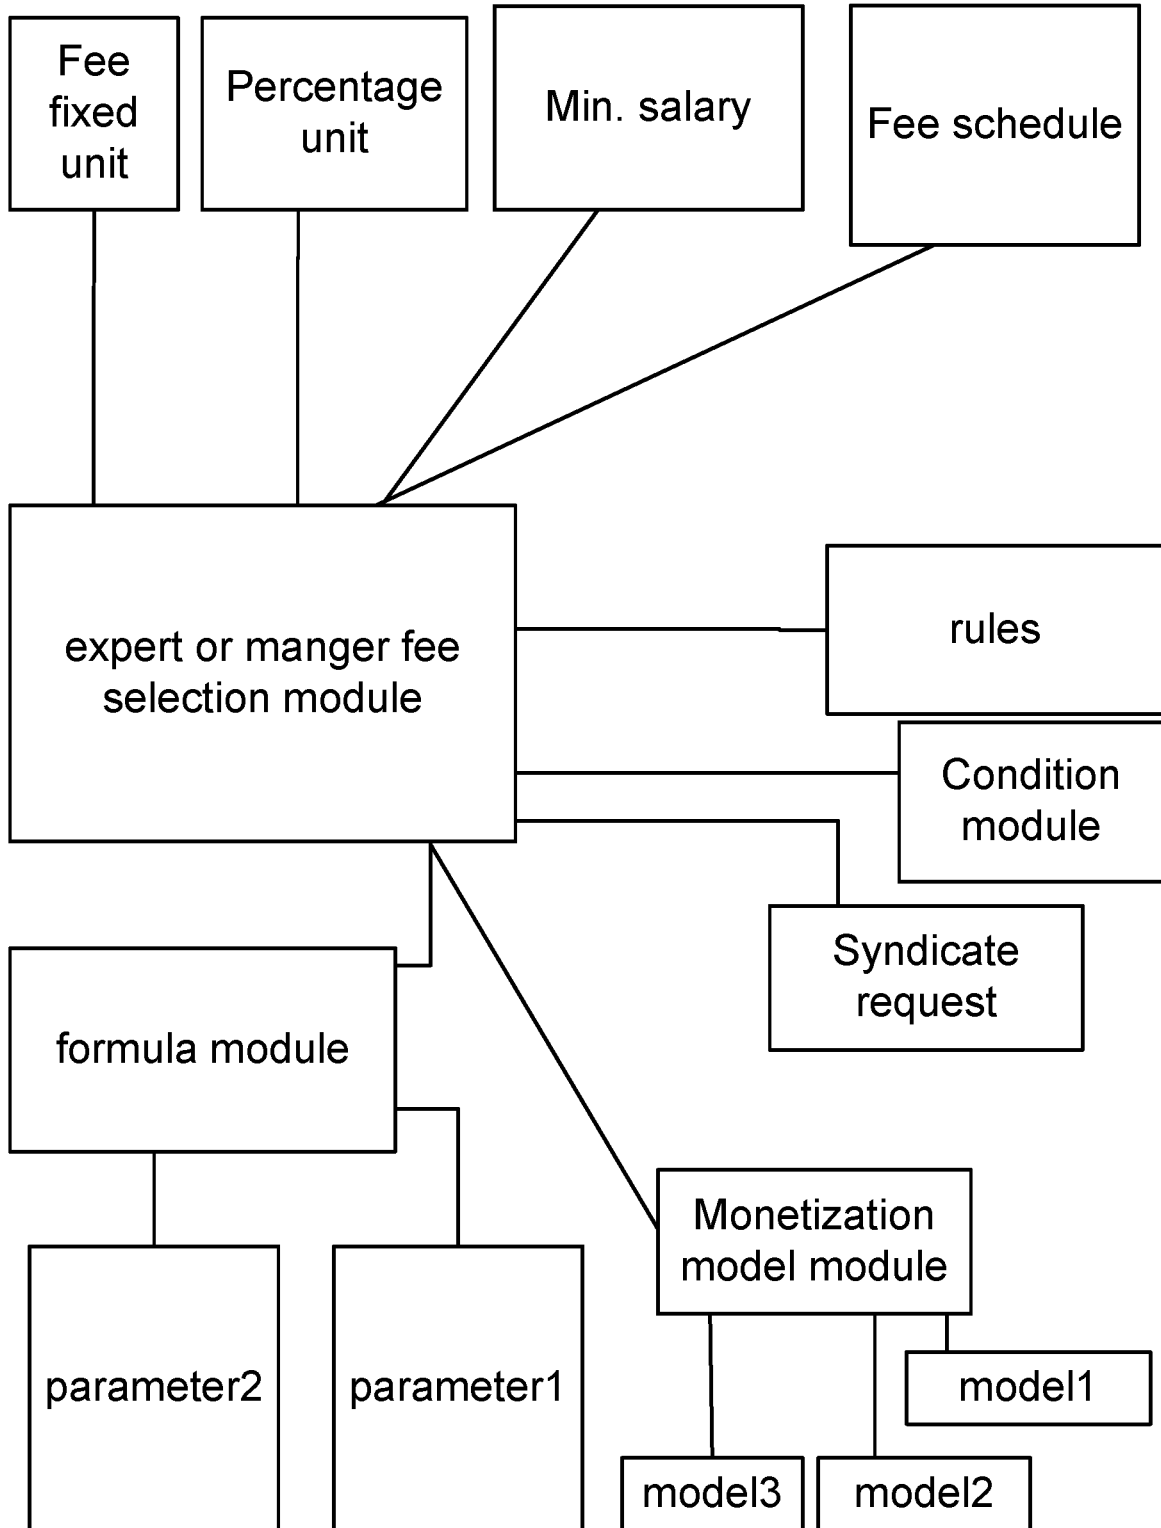 Fee
fixed
unit
Percentage
unit
Min. salary
Fee schedule
expert or manger fee
selection module
rules
Condition
module
Syndicate
request
formula module
Monetization
model module
parameter2
parameter1
model1
model3
model2